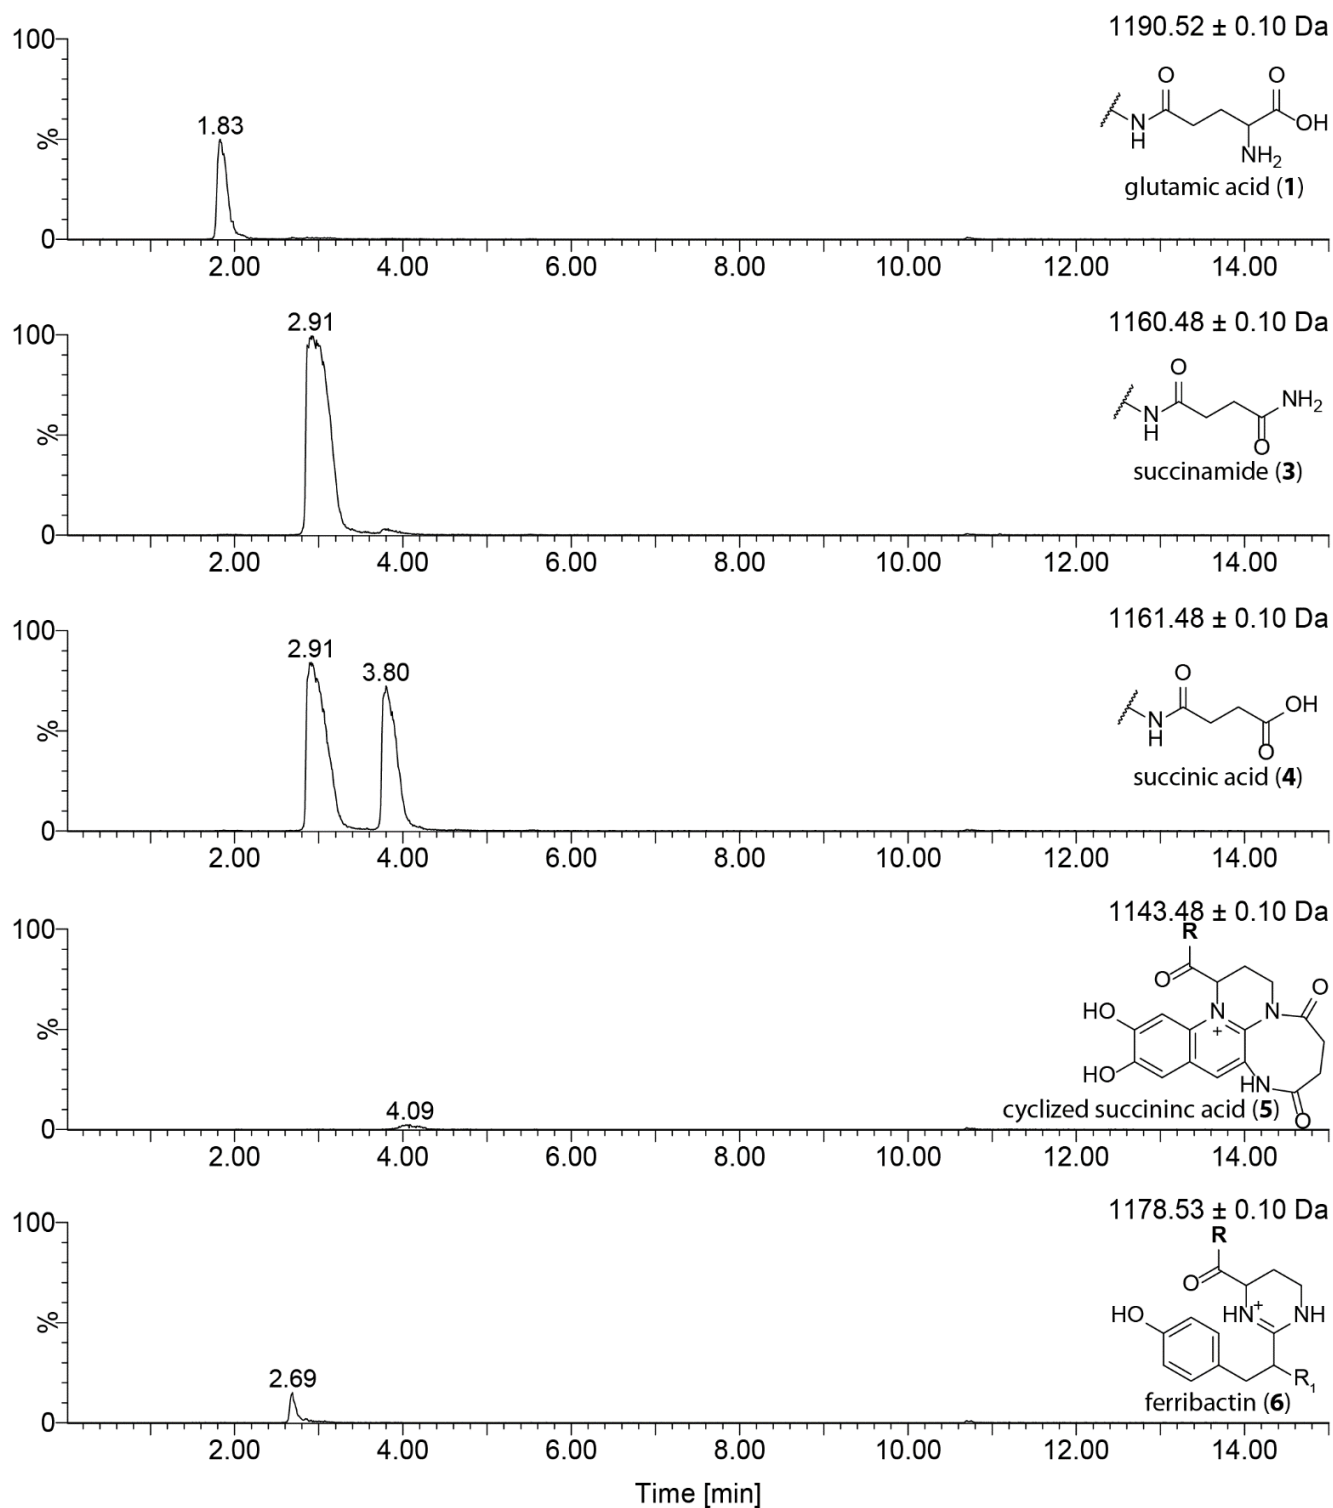 1190.52 ± 0.10 Da
100
%
0
1.83
O
O
N
H
OH
NH2
glutamic acid (1)
2.00 4.00 6.00 8.00 10.00 12.00 14.00
1160.48 ± 0.10 Da
100
%
0
2.91
O
NH2
N
H
O
succinamide (3)
2.00 4.00 6.00 8.00 10.00 12.00 14.00
1161.48 ± 0.10 Da
100
%
0
2.91
3.80
O
OH
N
H
O
succinic acid (4)
2.00 4.00 6.00 8.00 10.00 12.00 14.00
1143.48 ± 0.10 Da
100
%
0
4.09
R
O
O
HO
N
+
N
HO
HN
O
cyclized succininc acid (5)
2.00 4.00 6.00 8.00 10.00 12.00 14.00
1178.53 ± 0.10 Da
100
%
0
2.69
R
O
HO
HN
+
NH
R1
ferribactin (6)
2.00 4.00 6.00 8.00 10.00 12.00 14.00
Time [min]